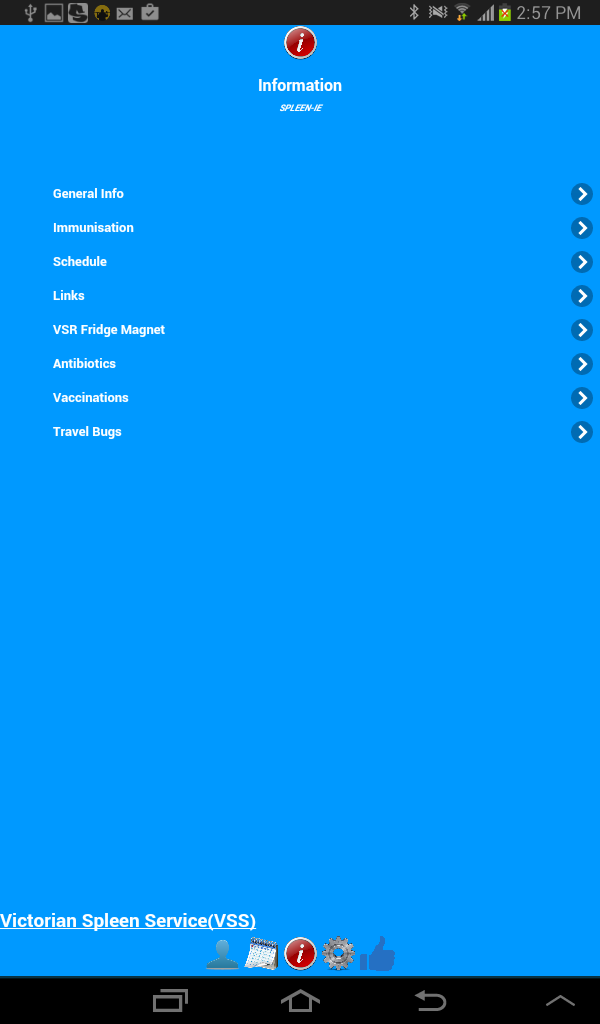 2:57 PM
Information
SPLEEN-IE
General Info
Immunisation
Schedule
Links
VSR Fridge Magnet
Antibiotics
Vaccinations
Travel Bugs
Victorian Spleen Service(VSS)